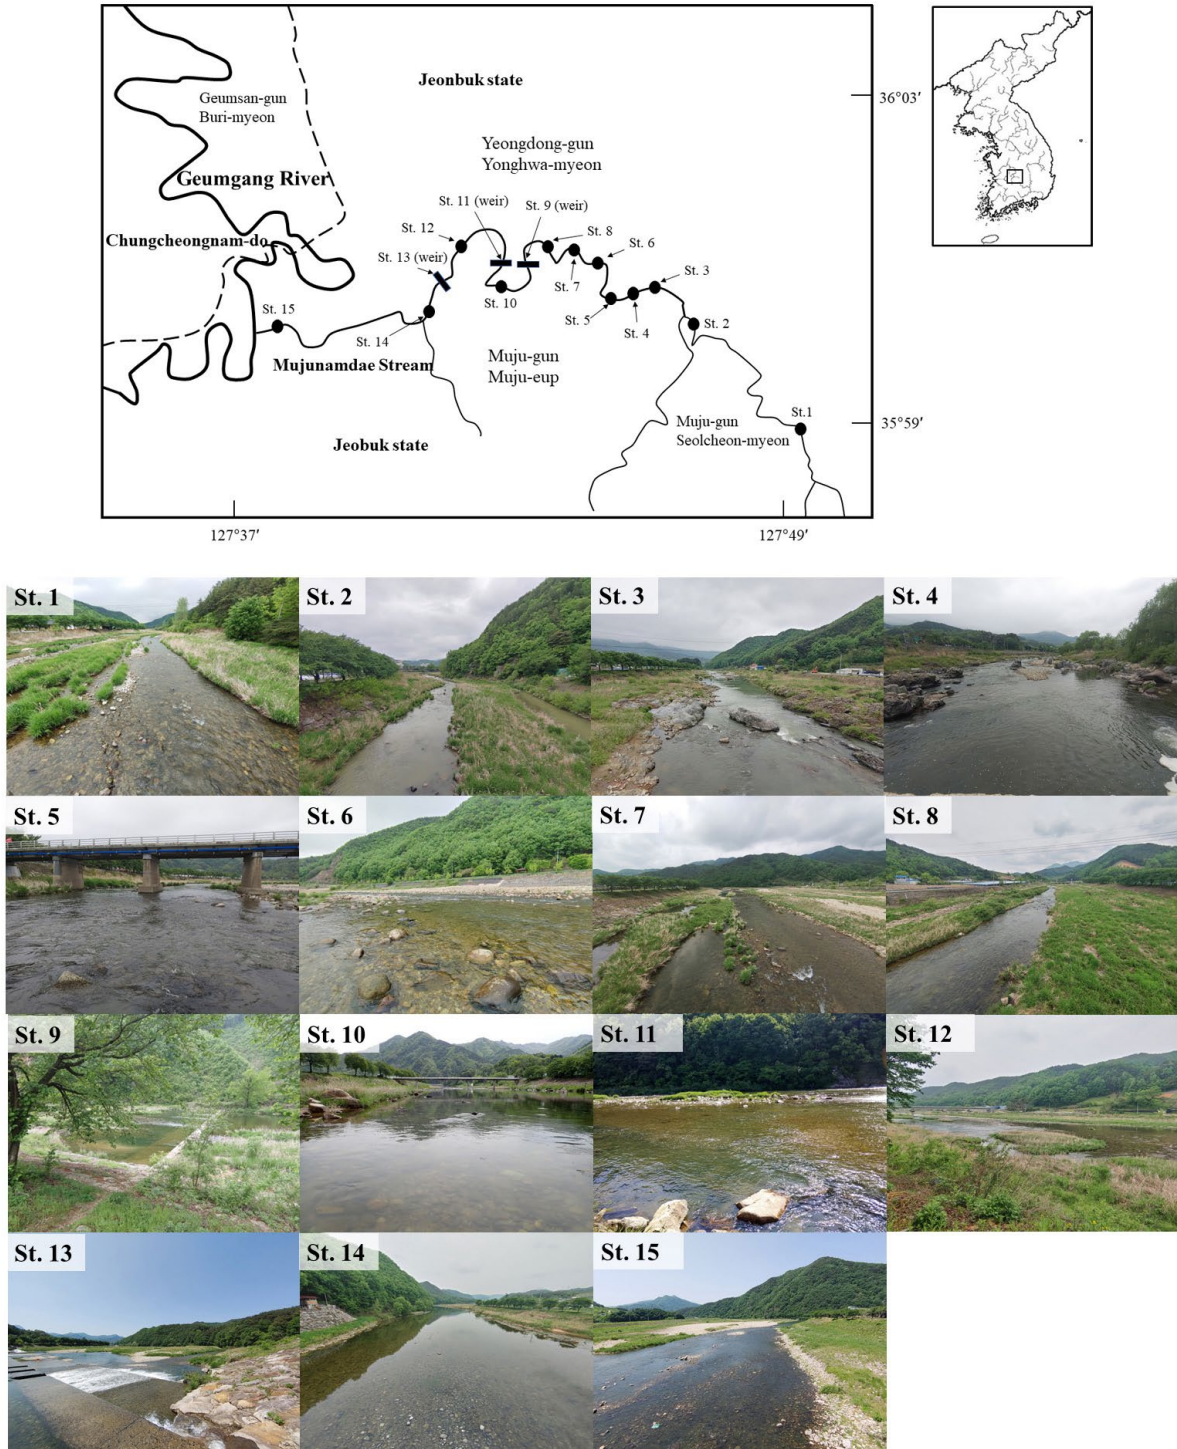 Jeonbuk state
Geumsan-gun
Buri-myeon
36°03′
Yeongdong-gun
Yonghwa-myeon
Geumgang River
St. 11 (weir)
St. 9 (weir)
St. 12
St. 8
Chungcheongnam-do
St. 6
St. 13 (weir)
St. 7
St. 3
St. 10
St. 15
St. 5
St. 4
St. 2
St. 14
Mujunamdae Stream
Muju-gun
Muju-eup
St.1
Muju-gun
Seolcheon-myeon
35°59′
Jeobuk state
127°37′
127°49′
St. 1
St. 2
St. 3
St. 4
St. 5
St. 6
St. 7
St. 8
St. 9
St. 10
St. 11
St. 12
St. 13
St. 14
St. 15